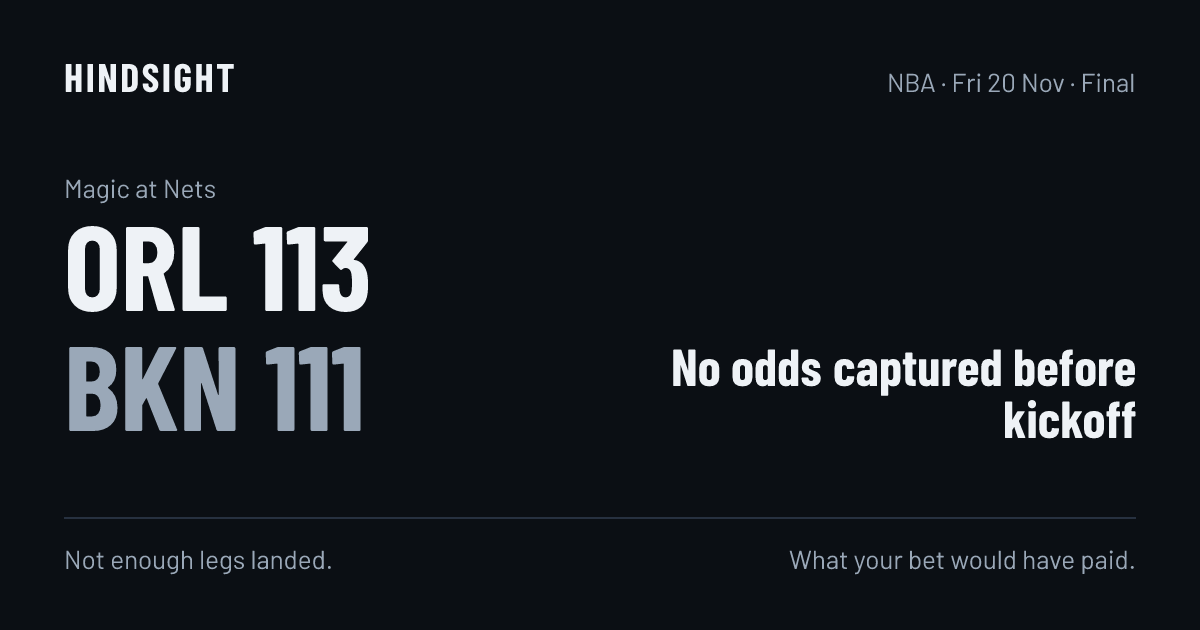 HINDSIGHT
NBA · Fri 20 Nov · Final
Magic at Nets
ORL 113
BKN 111
No odds captured before
kickoff
Not enough legs landed.
What your bet would have paid.